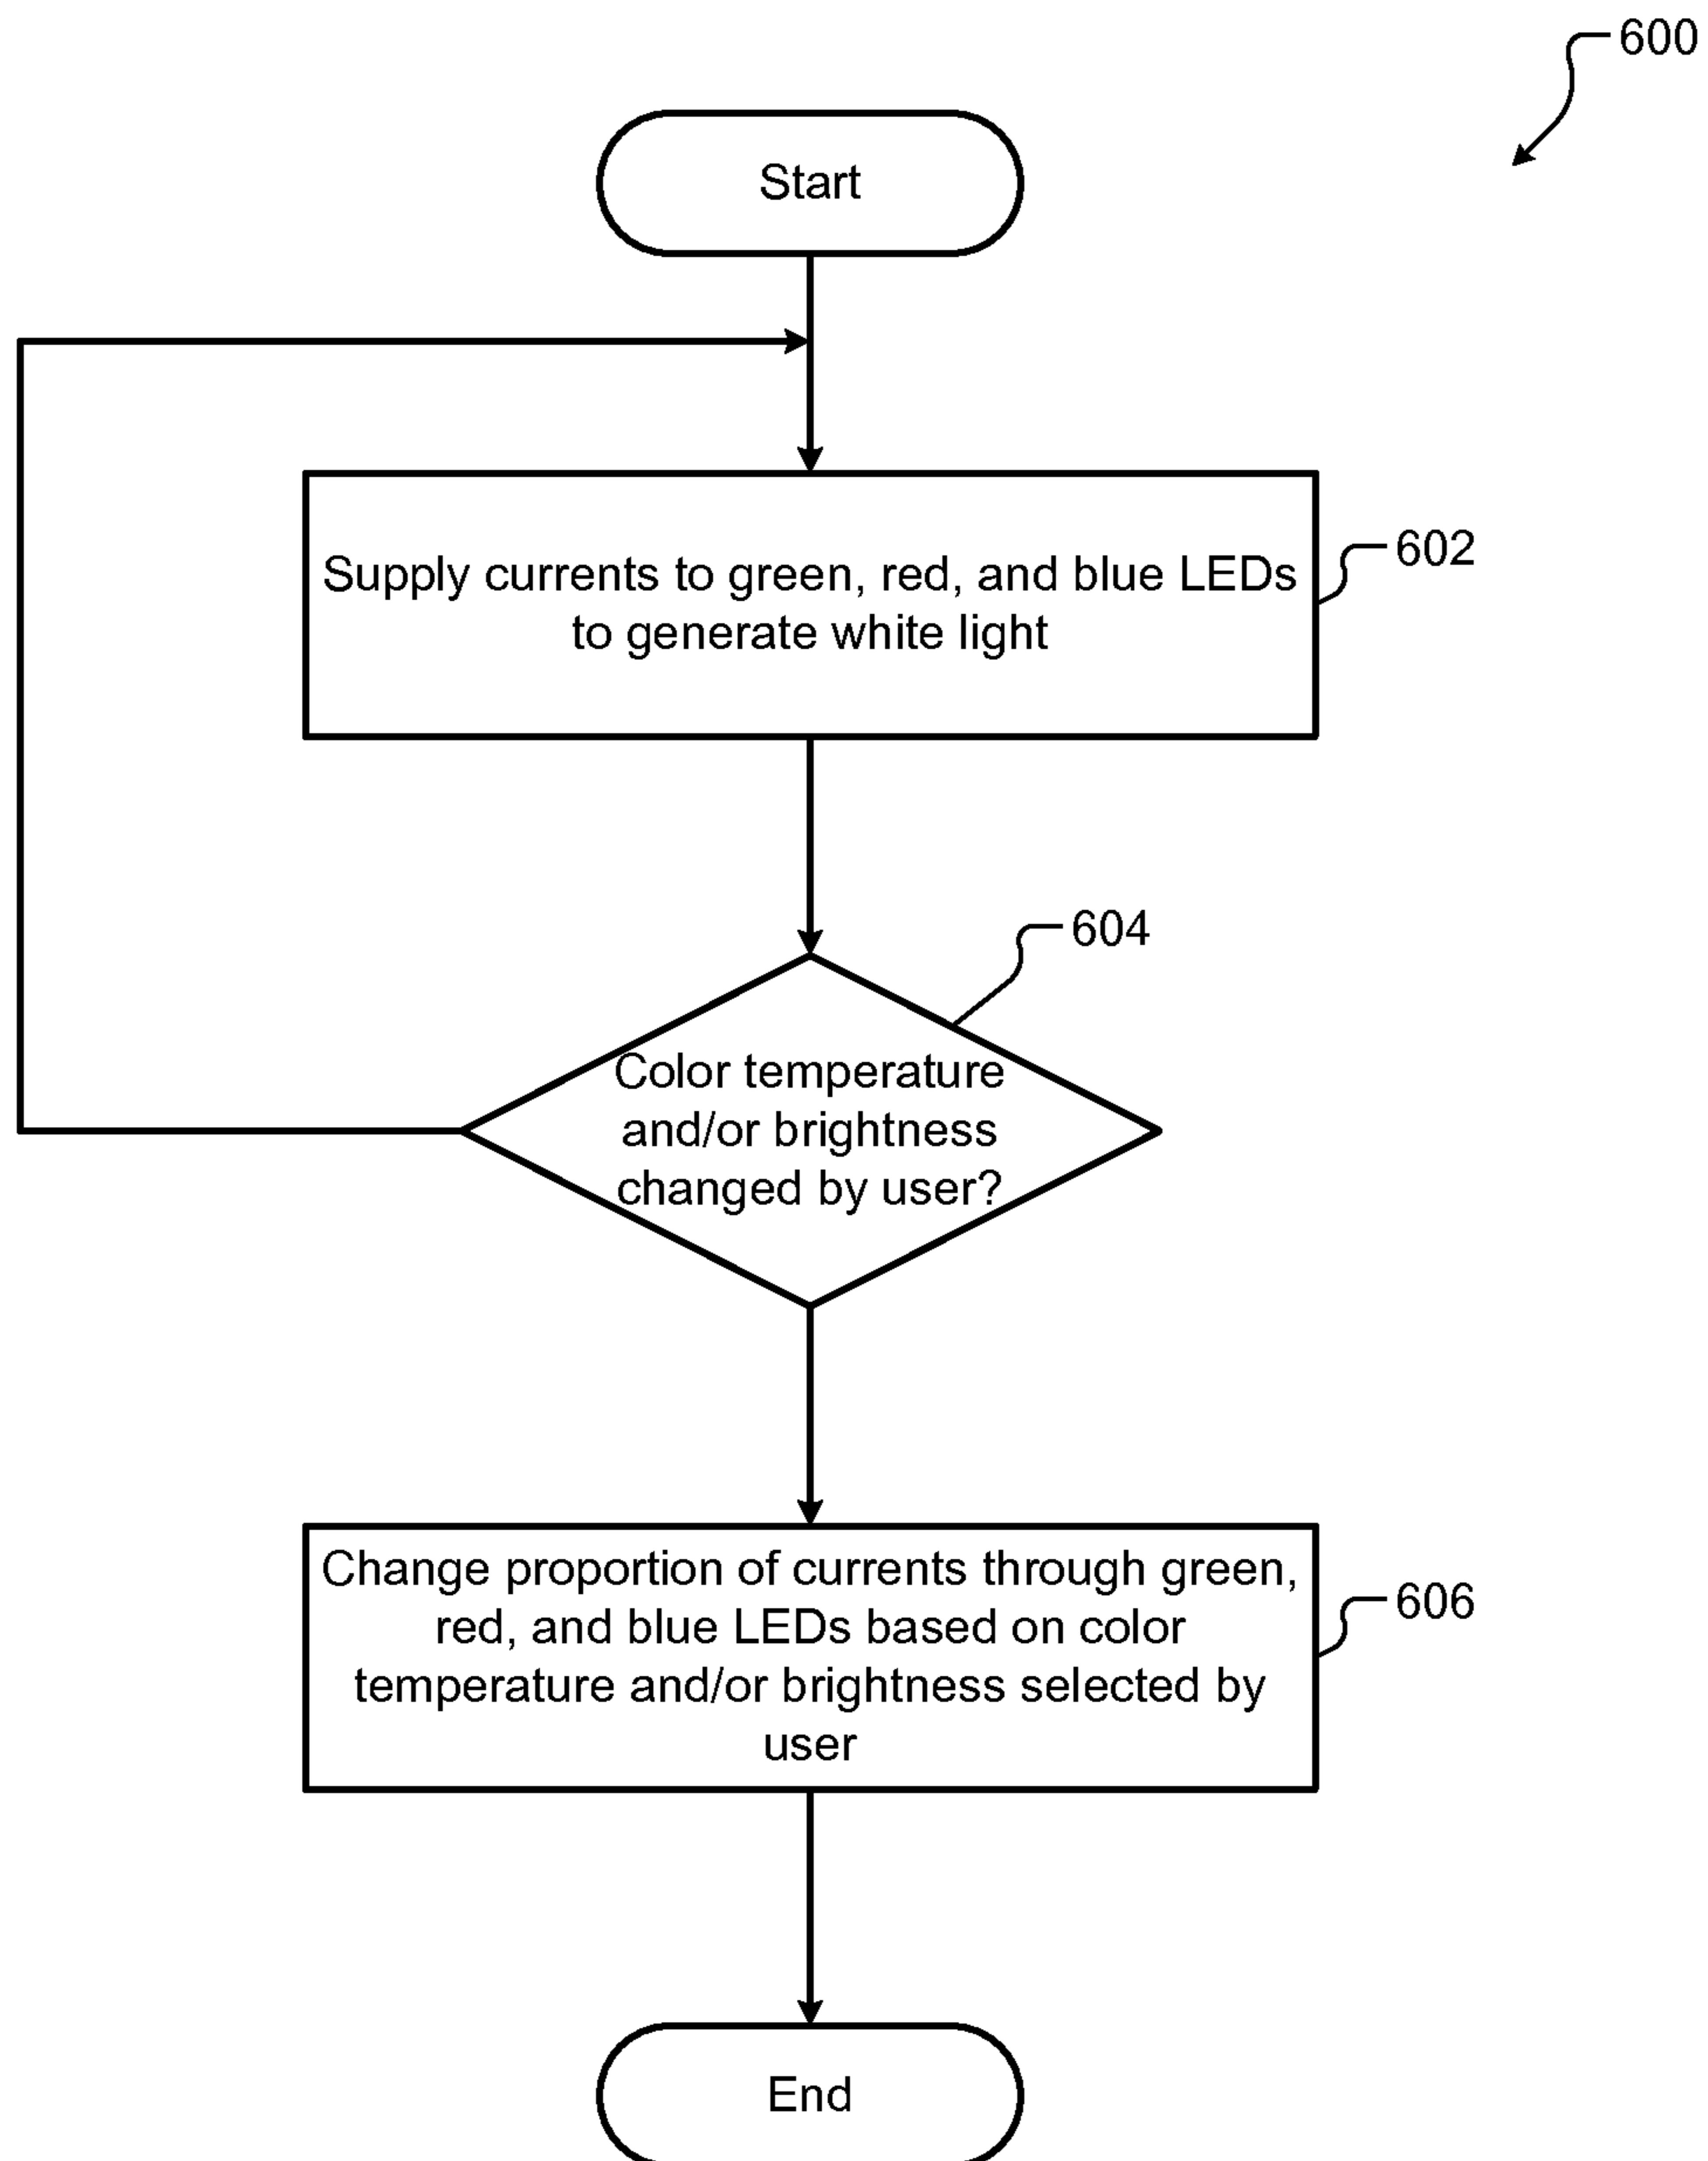 600
Start
Supply currents to green, red, and blue LEDs
to generate white light
602
604
Color temperature
and/or brightness
changed by user?
Change proportion of currents through green,
red, and blue LEDs based on color
temperature and/or brightness selected by
user
606
End